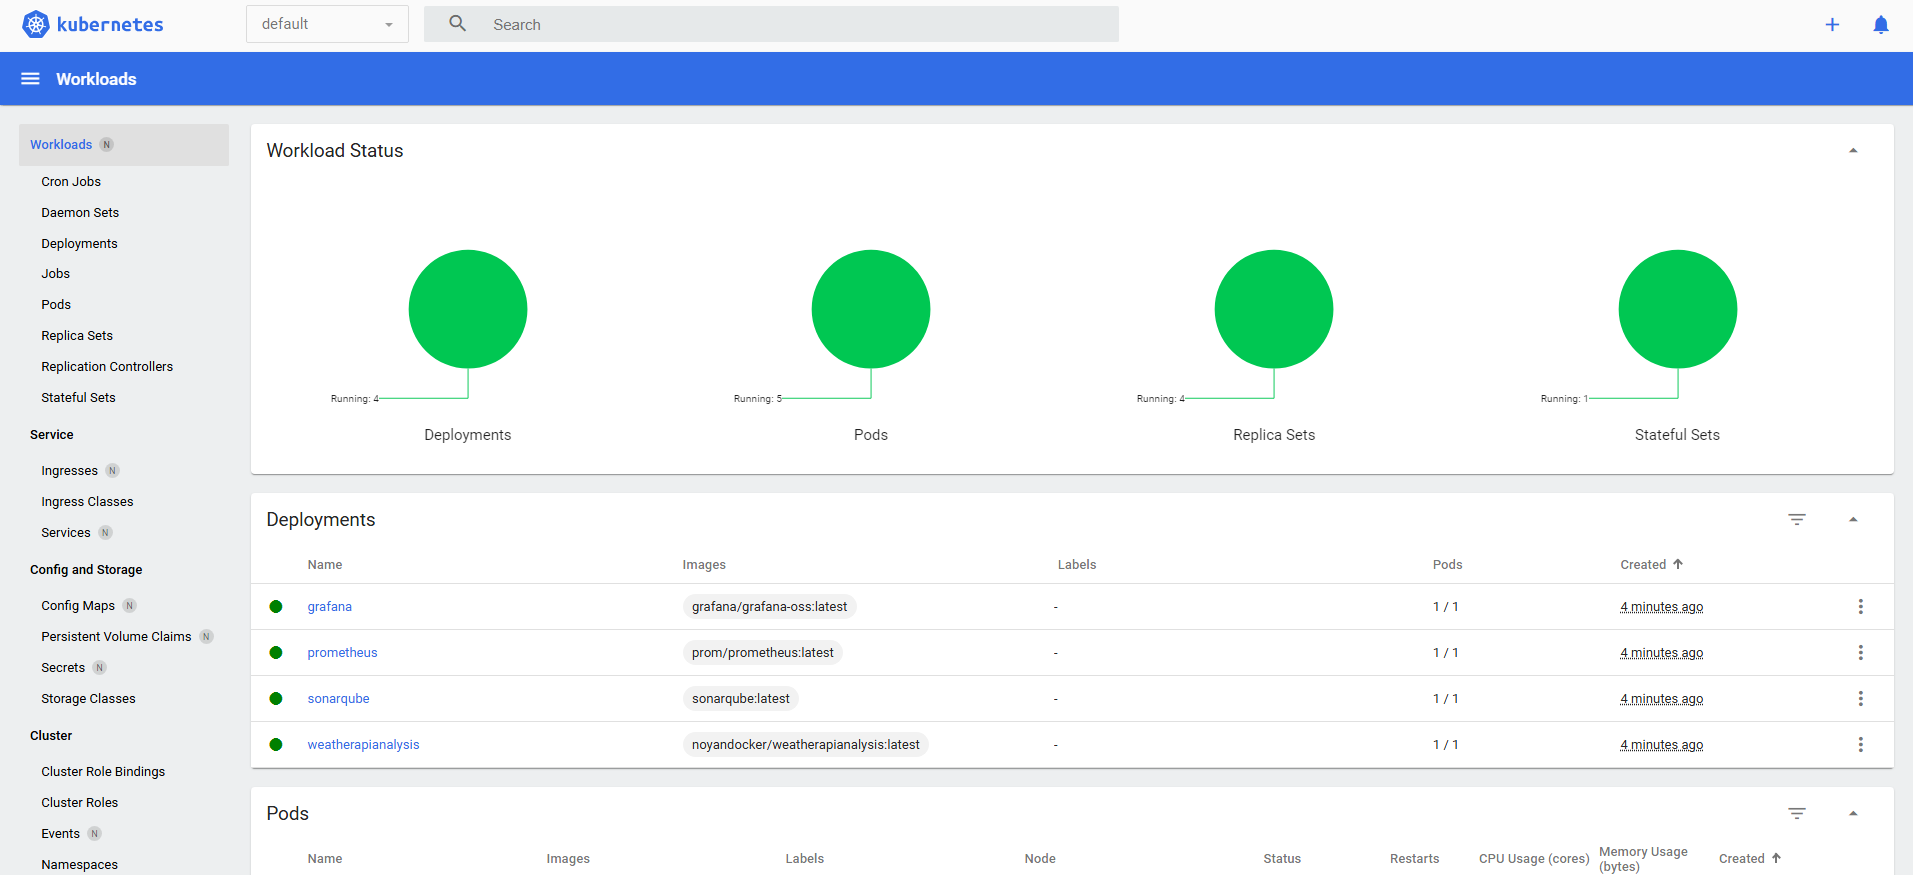 kubernetes
default
Search
Workloads
Workloads N
Cron Jobs
Daemon Sets
Deployments
Jobs
Pods
Replica Sets
Replication Controllers
Stateful Sets
Service
Ingresses N
Ingress Classes
Services N
Config and Storage
Config Maps N
Persistent Volume Claims N
Secrets N
Storage Classes
Cluster
Cluster Role Bindings
Cluster Roles
Events N
Namespaces
Workload Status
Running: 4
Deployments
Running: 5
Pods
Running: 4
Replica Sets
Running: 1
Stateful Sets
Deployments
Name Images Labels Pods Created
grafana grafana/grafana-oss:latest - 1 / 1 4 minutes ago
prometheus prom/prometheus:latest - 1 / 1 4 minutes ago
sonarqube sonarqube:latest - 1 / 1 4 minutes ago
weatherapianalysis noyandocker/weatherapianalysis:latest - 1 / 1 4 minutes ago
Pods
Name Images Labels Node Status Restarts CPU Usage (cores) Memory Usage (bytes) Created